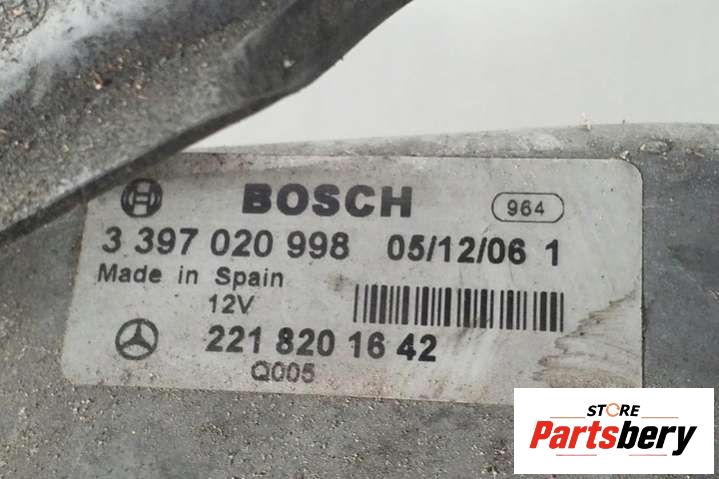 BOSCH 964
3 397 020 998 05/12/06 1
Made in Spain
12V
221 820 16 42
Q005
STORE
Partsbery